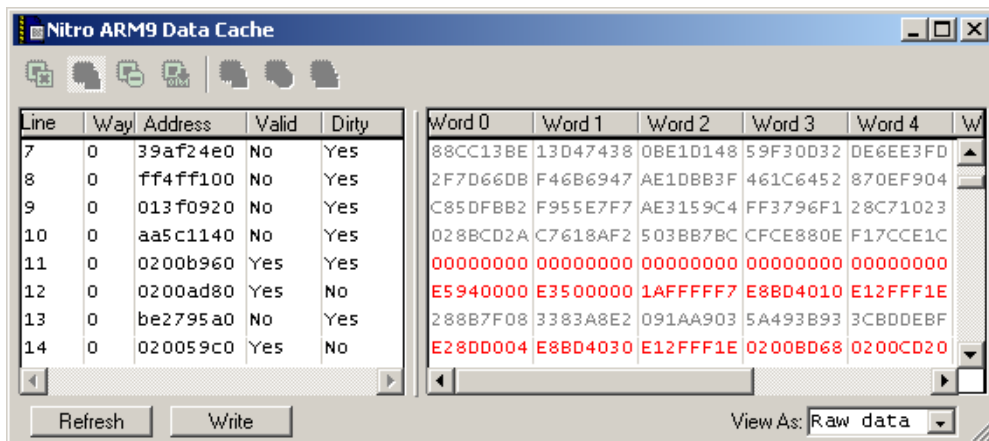 Nitro ARM9 Data Cache
Line Way Address Valid Dirty Word 0 Word 1 Word 2 Word 3 Word 4 W
7 0 39af24e0 No Yes 88CC13BE 13D47438 0BE1D148 59F30D32 DE6EE3FD
8 0 ff4ff100 No Yes 2F7D66DB F46B6947 AE1DBB3F 461C6452 870EF904
9 0 013f0920 No Yes C85DFBB2 F955E7F7 AE3159C4 FF3796F1 28C71023
10 0 aa5c1140 No Yes 028BCD2A C7618AF2 503BB7BC CFCE880E F17CCE1C
11 0 0200b960 Yes Yes 00000000 00000000 00000000 00000000 00000000
12 0 0200ad80 Yes No E5940000 E3500000 1AFFFFF7 E8BD4010 E12FFF1E
13 0 be2795a0 No Yes 288B7F08 3383A8E2 091AA903 5A493B93 3CBDDEBF
14 0 020059c0 Yes No E28DD004 E8BD4030 E12FFF1E 0200BD68 0200CD20
Refresh Write View As: Raw data